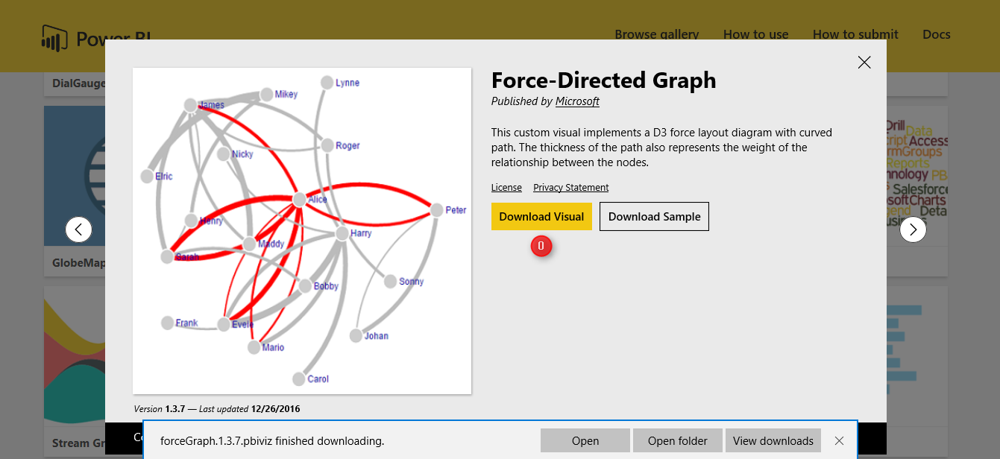 Power BI
Browse gallery
How to use
How to submit
Docs
DialGauge
Force-Directed Graph
Published by Microsoft
This custom visual implements a D3 force layout diagram with curved
path. The thickness of the path also represents the weight of the
relationship between the nodes.
License
Privacy Statement
Download Visual
Download Sample
0
Lynne
Mikey
James
Roger
Nicky
Elric
Alice
Peter
Henry
Harry
Maddy
Sarah
Sonny
Bobby
Frank
Evele
Johan
Mario
Carol
Version 1.3.7 — Last updated 12/26/2016
GlobeMap
Stream Gr
Drill
Data
cript
Access
rmGroups
Reports
hnology
PB
Salesforce
softCharts
gend
Data
Deta
Co
forceGraph.1.3.7.pbiviz finished downloading.
Open
Open folder
View downloads